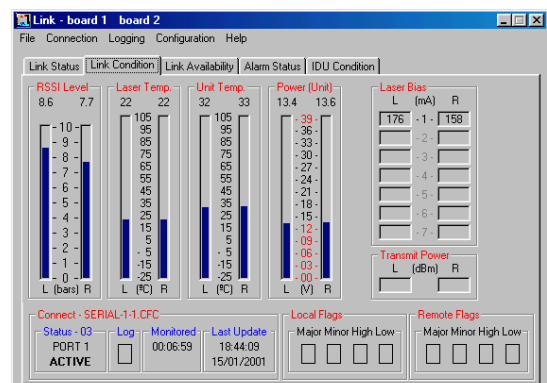 Link - board 1 board 2
File Connection Logging Configuration Help
Link Status Link Condition Link Availability Alarm Status IDU Condition
RSSI Level Laser Temp. Unit Temp. Power (Unit) Laser Bias
8.6 7.7 22 22 32 33 13.4 13.6 L (mA) R
- 10 -
- 9 -
- 8 -
- 7 -
- 6 -
- 5 -
- 4 -
- 3 -
- 2 -
- 1 -
- 0 -
L (bars) R
105
95
85
75
65
55
45
35
25
15
5
-5
-15
-25
L (ºC) R
105
95
85
75
65
55
45
35
25
15
5
-5
-15
-25
L (ºC) R
- 39 -
- 36 -
- 33 -
- 30 -
- 27 -
- 24 -
- 21 -
- 18 -
- 15 -
- 12 -
- 09 -
- 06 -
- 03 -
- 00 -
L (V) R
176 - 1 - 158
- 2 -
- 3 -
- 4 -
- 5 -
- 6 -
- 7 -
Transmit Power
L (dBm) R
Connect - SERIAL-1-1.CFC Local Flags Remote Flags
Status - 03 Log Monitored Last Update Major Minor High Low Major Minor High Low
PORT 1 00:06:59 18:44:09
ACTIVE 15/01/2001